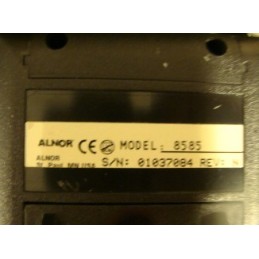 ALNOR CE MODEL: 8585
ALNOR S/N: 01037084 REV:
St. Paul, MN USA